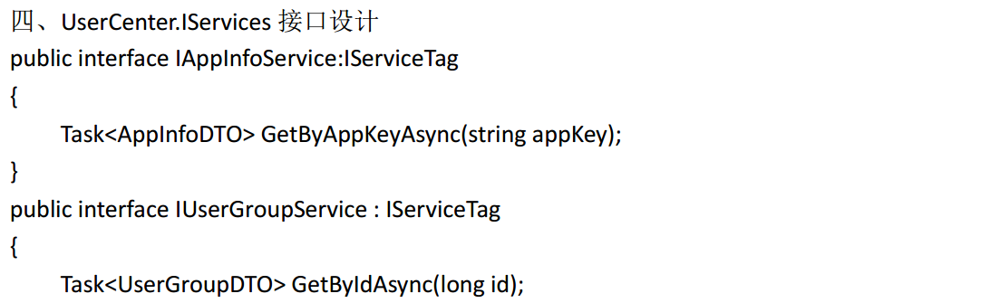 四、UserCenter.IServices 接口设计
public interface IAppInfoService:IServiceTag
{
Task<AppInfoDTO> GetByAppKeyAsync(string appKey);
}
public interface IUserGroupService : IServiceTag
{
Task<UserGroupDTO> GetByIdAsync(long id);